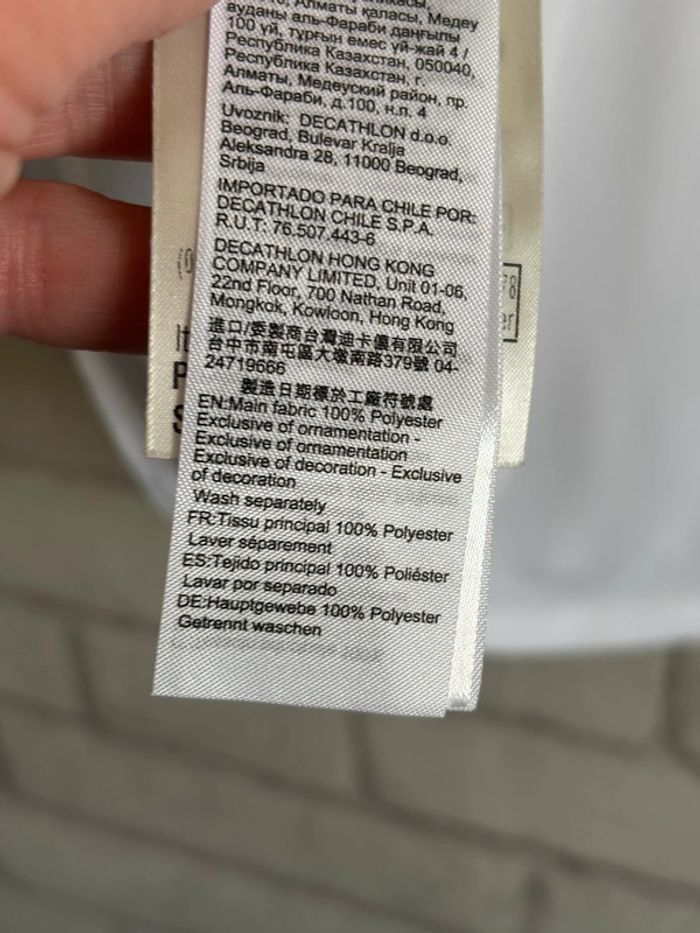 Алматы қаласы, Медеу
ауданы аль-Фараби даңғылы
100 үй, тұрғын емес үй-жай 4 /
Республика Казахстан, 050040,
Республика Казахстан, г.
Алматы, Медеуский район, пр.
Аль-Фараби, д.100, н.п. 4
Uvoznik: DECATHLON d.o.o.
Beograd, Bulevar Kralja
Aleksandra 28, 11000 Beograd,
Srbija
IMPORTADO PARA CHILE POR:
DECATHLON CHILE S.P.A.
R.U.T: 76.507.443-6
DECATHLON HONG KONG
COMPANY LIMITED, Unit 01-06,
22nd Floor, 700 Nathan Road,
Mongkok, Kowloon, Hong Kong
進口/委製商台灣迪卡儂有限公司
台中市南屯區大墩南路379號 04-
24719666
製造日期標於工廠符號處
EN:Main fabric 100% Polyester
Exclusive of ornamentation -
Exclusive of ornamentation
Exclusive of decoration - Exclusive
of decoration
Wash separately
FR:Tissu principal 100% Polyester
Laver séparement
ES:Tejido principal 100% Poliéster
Lavar por separado
DE:Hauptgewebe 100% Polyester
Getrennt waschen